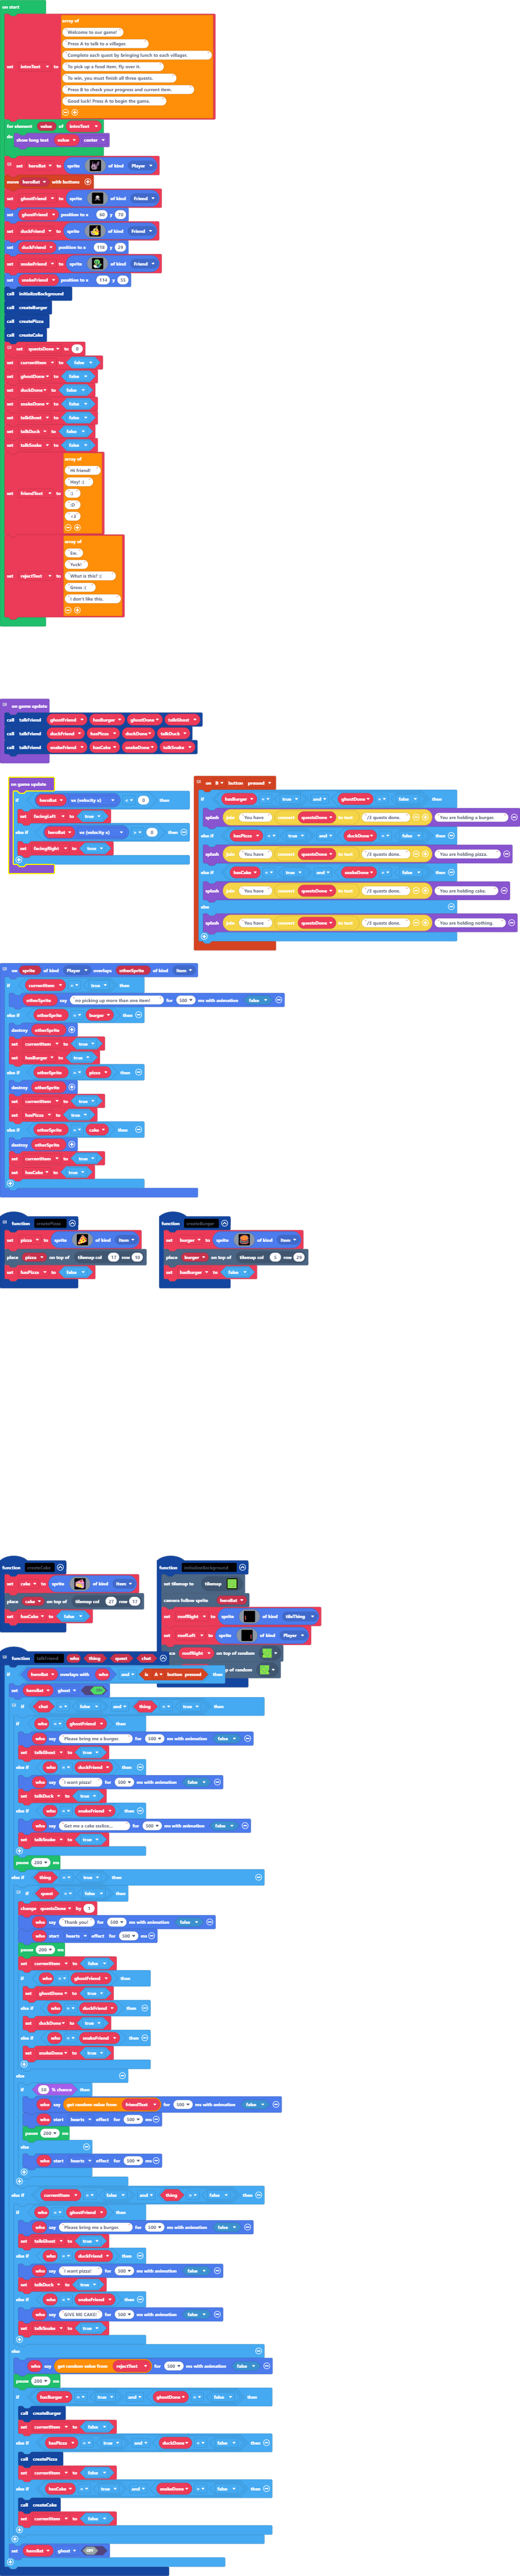 on start
array of
Welcome to our game!
Press A to talk to a villager.
Complete each quest by bringing lunch to each villager.
set introText to To pick up a food item, fly over it.
To win, you must finish all three quests.
Press B to check your progress and current item.
Good luck! Press A to begin the game.
for element value of introText
do show long text value center
set heroBat to sprite of kind Player
move heroBat with buttons
set ghostFriend to sprite of kind Friend
set ghostFriend position to x 60 y 70
set duckFriend to sprite of kind Friend
set duckFriend position to x 118 y 29
set snakeFriend to sprite of kind Friend
set snakeFriend position to x 114 y 55
call initializeBackground
call createBurger
call createPizza
call createCake
set questsDone to 0
set currentItem to false
set ghostDone to false
set duckDone to false
set snakeDone to false
set talkGhost to false
set talkDuck to false
set talkSnake to false
array of
Hi friend!
Hey! :)
set friendText to :)
:D
<3
array of
Ew.
Yuck!
set rejectText to What is this? :(
Gross :(
I don't like this.
on game update
call talkFriend ghostFriend hasBurger ghostDone talkGhost
call talkFriend duckFriend hasPizza duckDone talkDuck
call talkFriend snakeFriend hasCake snakeDone talkSnake
on game update
if heroBat vx (velocity x) < 0 then
set facingLeft to true
else if heroBat vx (velocity x) > 0 then
set facingRight to true
on B button pressed
if hasBurger = true and ghostDone = false then
splash join You have convert questsDone to text /3 quests done. You are holding a burger.
else if hasPizza = true and duckDone = false then
splash join You have convert questsDone to text /3 quests done. You are holding pizza.
else if hasCake = true and snakeDone = false then
splash join You have convert questsDone to text /3 quests done. You are holding cake.
else
splash join You have convert questsDone to text /3 quests done. You are holding nothing.
on sprite of kind Player overlaps otherSprite of kind Item
if currentItem = true then
otherSprite say no picking up more than one item! for 500 ms with animation false
else if otherSprite = burger then
destroy otherSprite
set currentItem to true
set hasBurger to true
else if otherSprite = pizza then
destroy otherSprite
set currentItem to true
set hasPizza to true
else if otherSprite = cake then
destroy otherSprite
set currentItem to true
set hasCake to true
function createPizza
set pizza to sprite of kind Item
place pizza on top of tilemap col 17 row 10
set hasPizza to false
function createBurger
set burger to sprite of kind Item
place burger on top of tilemap col 5 row 29
set hasBurger to false
function createCake
set cake to sprite of kind Item
place cake on top of tilemap col 27 row 17
set hasCake to false
function initializeBackground
set tilemap to tilemap
camera follow sprite heroBat
set roofRight to sprite of kind tileThing
set roofLeft to sprite of kind Player
roofRight on top of random
of random
function talkFriend who thing quest chat
if heroBat overlaps with who and is A button pressed then
set heroBat ghost ON
if chat = false and thing = true then
if who = ghostFriend then
who say Please bring me a burger. for 500 ms with animation false
set talkGhost to true
else if who = duckFriend then
who say I want pizza! for 500 ms with animation false
set talkDuck to true
else if who = snakeFriend then
who say Get me a cake ssslice... for 500 ms with animation false
set talkSnake to true
pause 200 ms
else if thing = true then
if quest = false then
change questsDone by 1
who say Thank you! for 500 ms with animation false
who start hearts effect for 500 ms
pause 200 ms
set currentItem to false
if who = ghostFriend then
set ghostDone to true
else if who = duckFriend then
set duckDone to true
else if who = snakeFriend then
set snakeDone to true
else
if 50 % chance then
who say get random value from friendText for 500 ms with animation false
who start hearts effect for 500 ms
pause 200 ms
else
who start hearts effect for 500 ms
else if currentItem = false and thing = false then
if who = ghostFriend then
who say Please bring me a burger. for 500 ms with animation false
set talkGhost to true
else if who = duckFriend then
who say I want pizza! for 500 ms with animation false
set talkDuck to true
else if who = snakeFriend then
who say GIVE ME CAKE! for 500 ms with animation false
set talkSnake to true
else
who say get random value from rejectText for 500 ms with animation false
pause 200 ms
if hasBurger = true and ghostDone = false then
call createBurger
set currentItem to false
else if hasPizza = true and duckDone = false then
call createPizza
set currentItem to false
else if hasCake = true and snakeDone = false then
call createCake
set currentItem to false
set heroBat ghost OFF